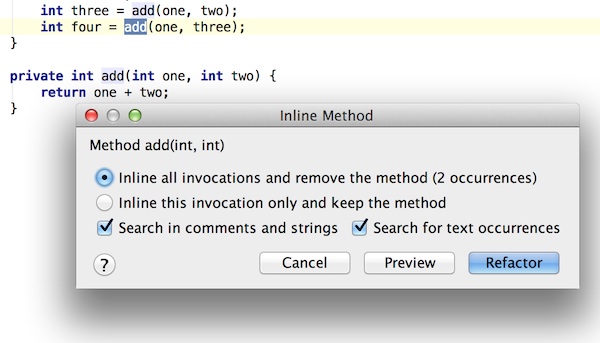 int three = add(one, two);
int four = add(one, three);
}
private int add(int one, int two) {
return one + two;
}
Inline Method
Method add(int, int)
Inline all invocations and remove the method (2 occurrences)
Inline this invocation only and keep the method
Search in comments and strings Search for text occurrences
? Cancel Preview Refactor